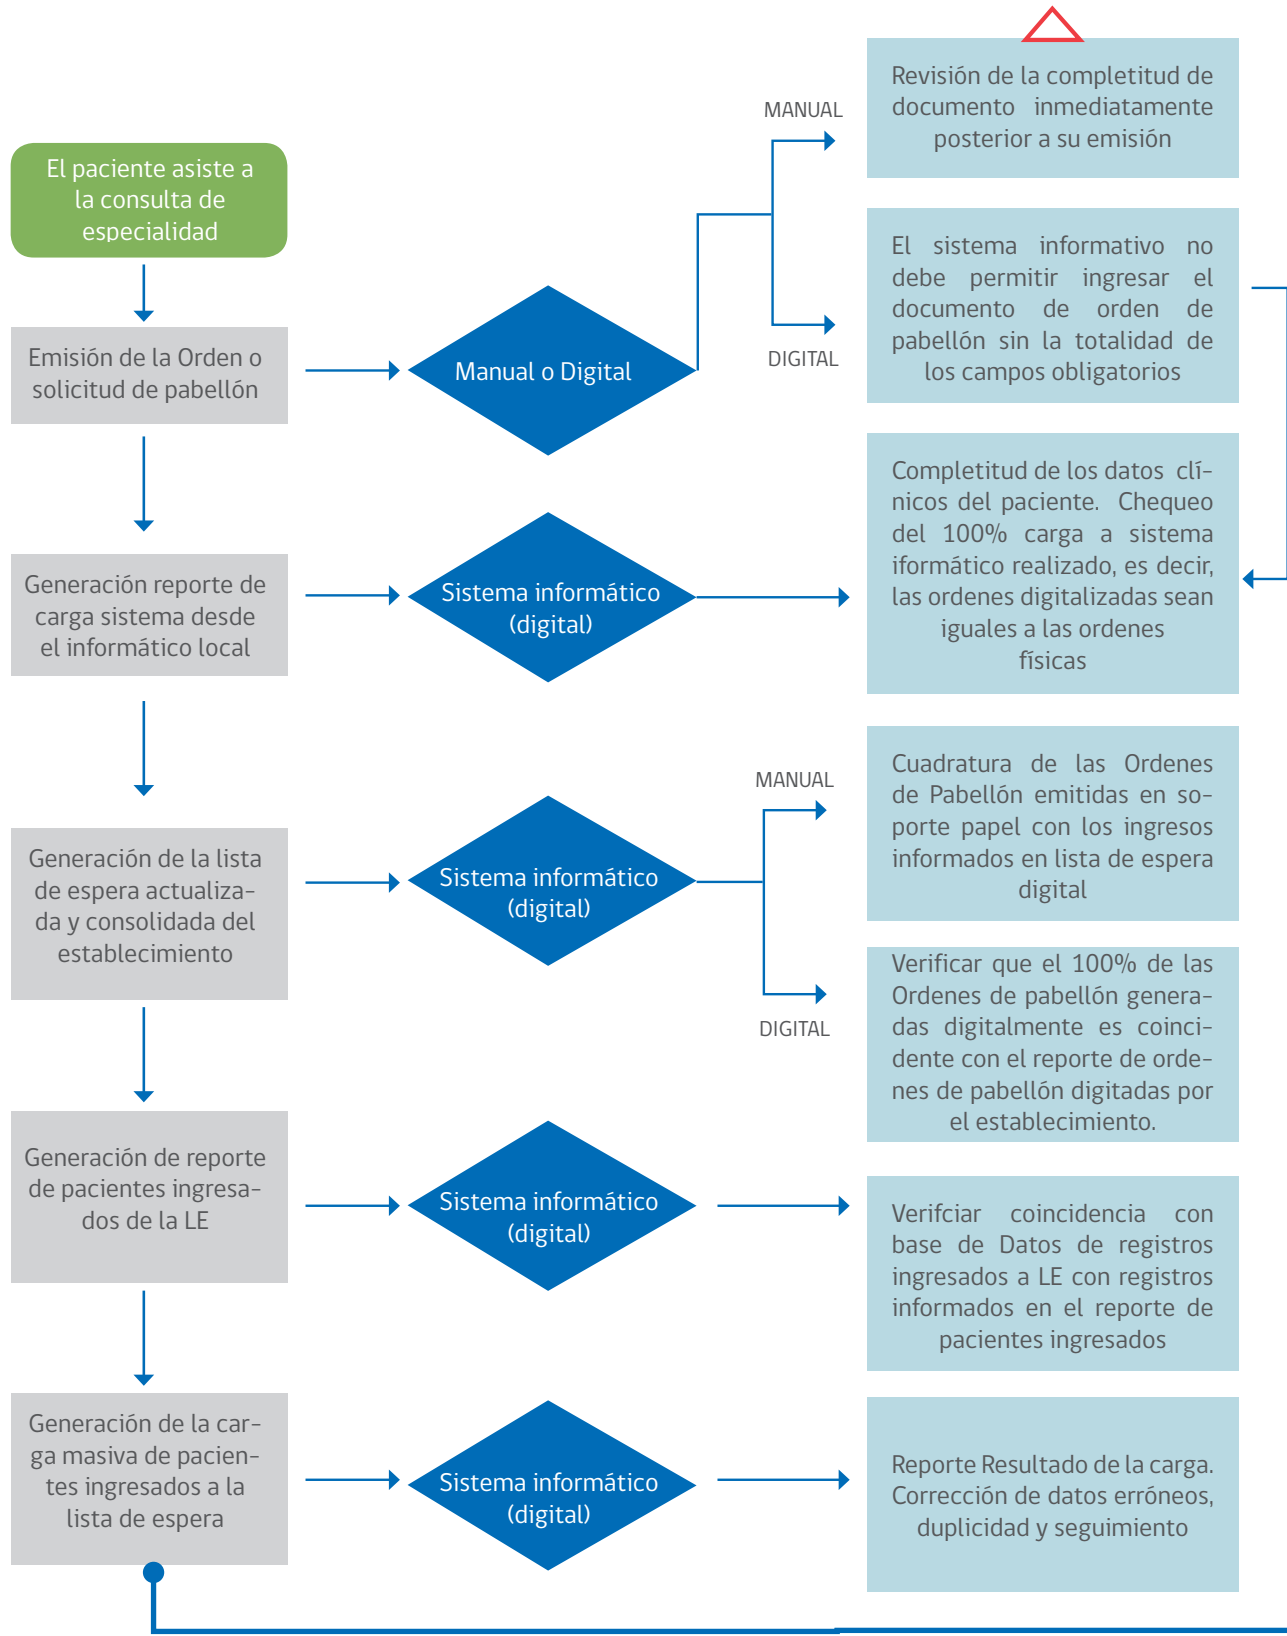 El paciente asiste a
la consulta de
especialidad
Emisión de la Orden o
solicitud de pabellón
Manual o Digital
MANUAL
DIGITAL
Revisión de la completitud de
documento inmediatamente
posterior a su emisión
El sistema informativo no
debe permitir ingresar el
documento de orden de
pabellón sin la totalidad de
los campos obligatorios
Generación reporte de
carga sistema desde
el informático local
Sistema informático
(digital)
Completitud de los datos clí-
nicos del paciente. Chequeo
del 100% carga a sistema
iformático realizado, es decir,
las ordenes digitalizadas sean
iguales a las ordenes
físicas
Generación de la lista
de espera actualiza-
da y consolidada del
establecimiento
Sistema informático
(digital)
MANUAL
DIGITAL
Cuadratura de las Ordenes
de Pabellón emitidas en so-
porte papel con los ingresos
informados en lista de espera
digital
Verificar que el 100% de las
Ordenes de pabellón genera-
das digitalmente es coinci-
dente con el reporte de orde-
nes de pabellón digitadas por
el establecimiento.
Generación de reporte
de pacientes ingresa-
dos de la LE
Sistema informático
(digital)
Verifciar coincidencia con
base de Datos de registros
ingresados a LE con registros
informados en el reporte de
pacientes ingresados
Generación de la car-
ga masiva de pacien-
tes ingresados a la
lista de espera
Sistema informático
(digital)
Reporte Resultado de la carga.
Corrección de datos erróneos,
duplicidad y seguimiento